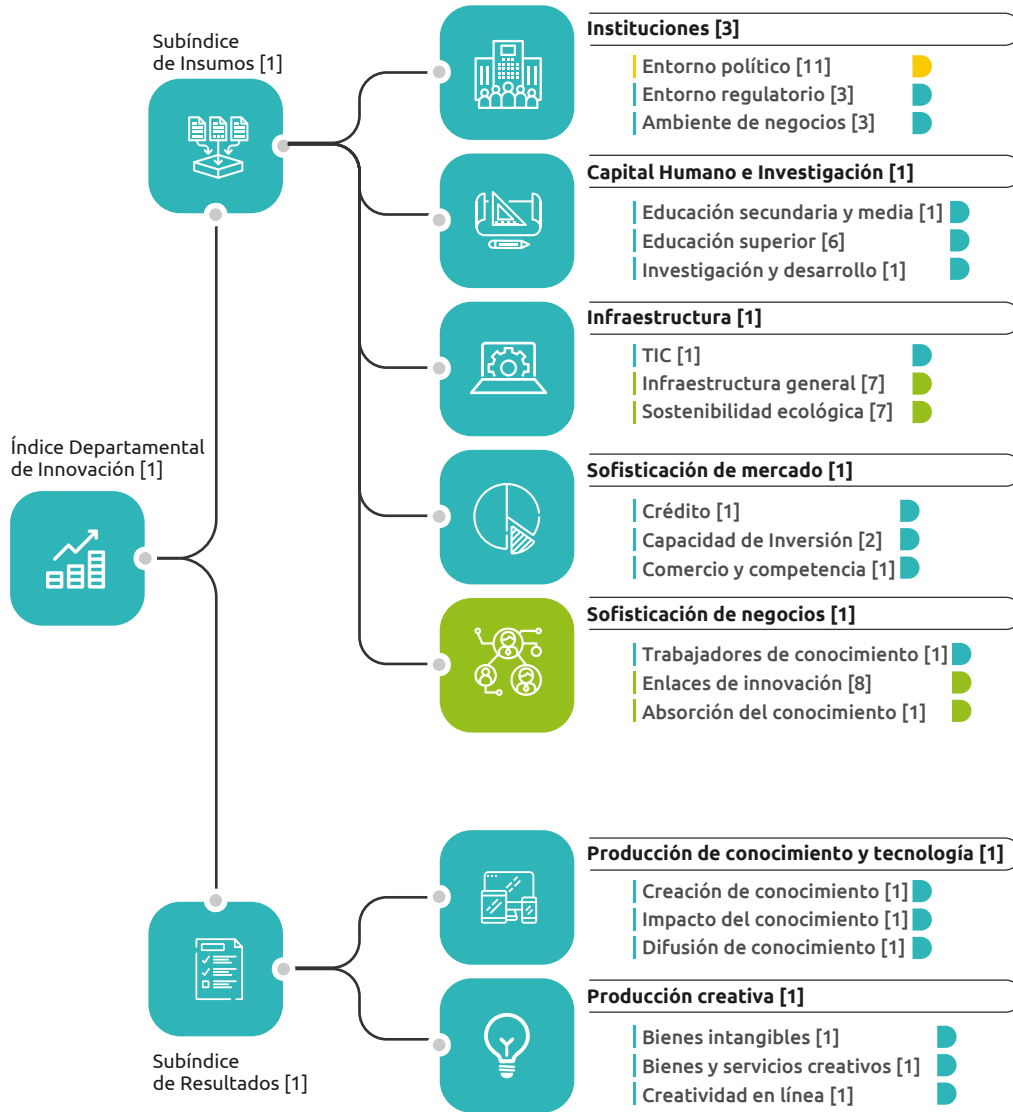 Subíndice
de Insumos [1]
Instituciones [3]
Entorno político [11]
Entorno regulatorio [3]
Ambiente de negocios [3]
Capital Humano e Investigación [1]
Educación secundaria y media [1]
Educación superior [6]
Investigación y desarrollo [1]
Infraestructura [1]
TIC [1]
Infraestructura general [7]
Sostenibilidad ecológica [7]
Índice Departamental
de Innovación [1]
Sofisticación de mercado [1]
Crédito [1]
Capacidad de Inversión [2]
Comercio y competencia [1]
Sofisticación de negocios [1]
Trabajadores de conocimiento [1]
Enlaces de innovación [8]
Absorción del conocimiento [1]
Producción de conocimiento y tecnología [1]
Creación de conocimiento [1]
Impacto del conocimiento [1]
Difusión de conocimiento [1]
Producción creativa [1]
Bienes intangibles [1]
Bienes y servicios creativos [1]
Creatividad en línea [1]
Subíndice
de Resultados [1]